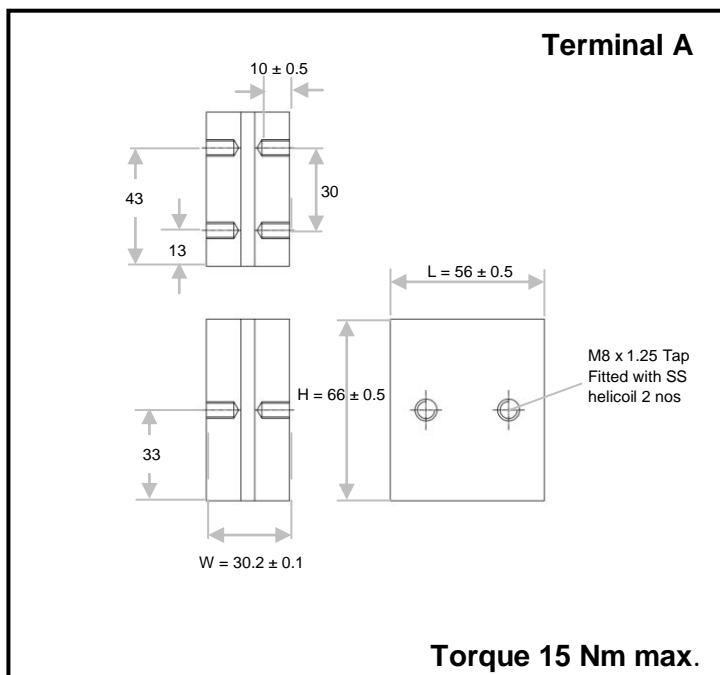 Terminal A
10 ± 0.5
43
30
13
L = 56 ± 0.5
M8 x 1.25 Tap
Fitted with SS
helicoil 2 nos
H = 66 ± 0.5
33
W = 30.2 ± 0.1
Torque 15 Nm max.